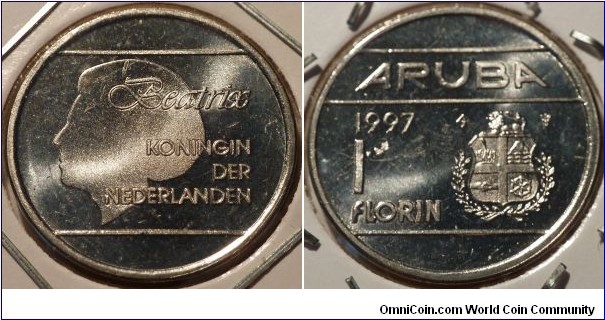 Beatrix
KONINGIN
DER
NEDERLANDEN
ARUBA
1997
1
FLORIN
OmniCoin.com World Coin Community